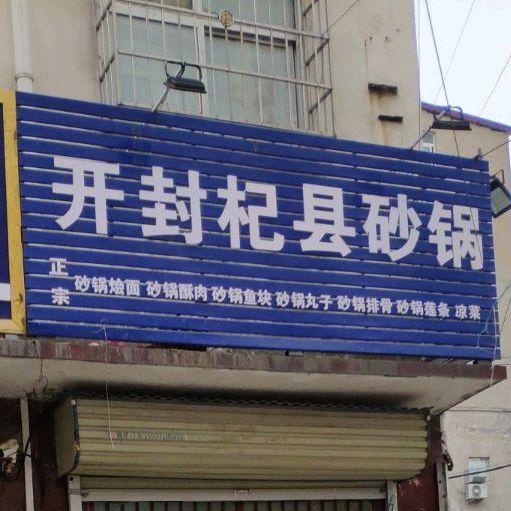 开封杞县砂锅
正宗
砂锅烩面 砂锅酥肉 砂锅鱼块 砂锅丸子 砂锅排骨 砂锅莲条 凉菜